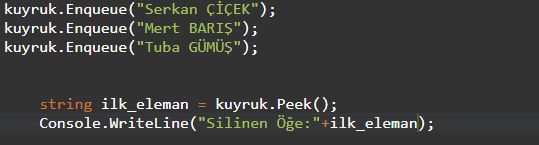 kuyruk.Enqueue("Serkan ÇİÇEK");
kuyruk.Enqueue("Mert BARIŞ");
kuyruk.Enqueue("Tuba GÜMÜŞ");
string ilk_eleman = kuyruk.Peek();
Console.WriteLine("Silinen Öğe:"+ilk_eleman);